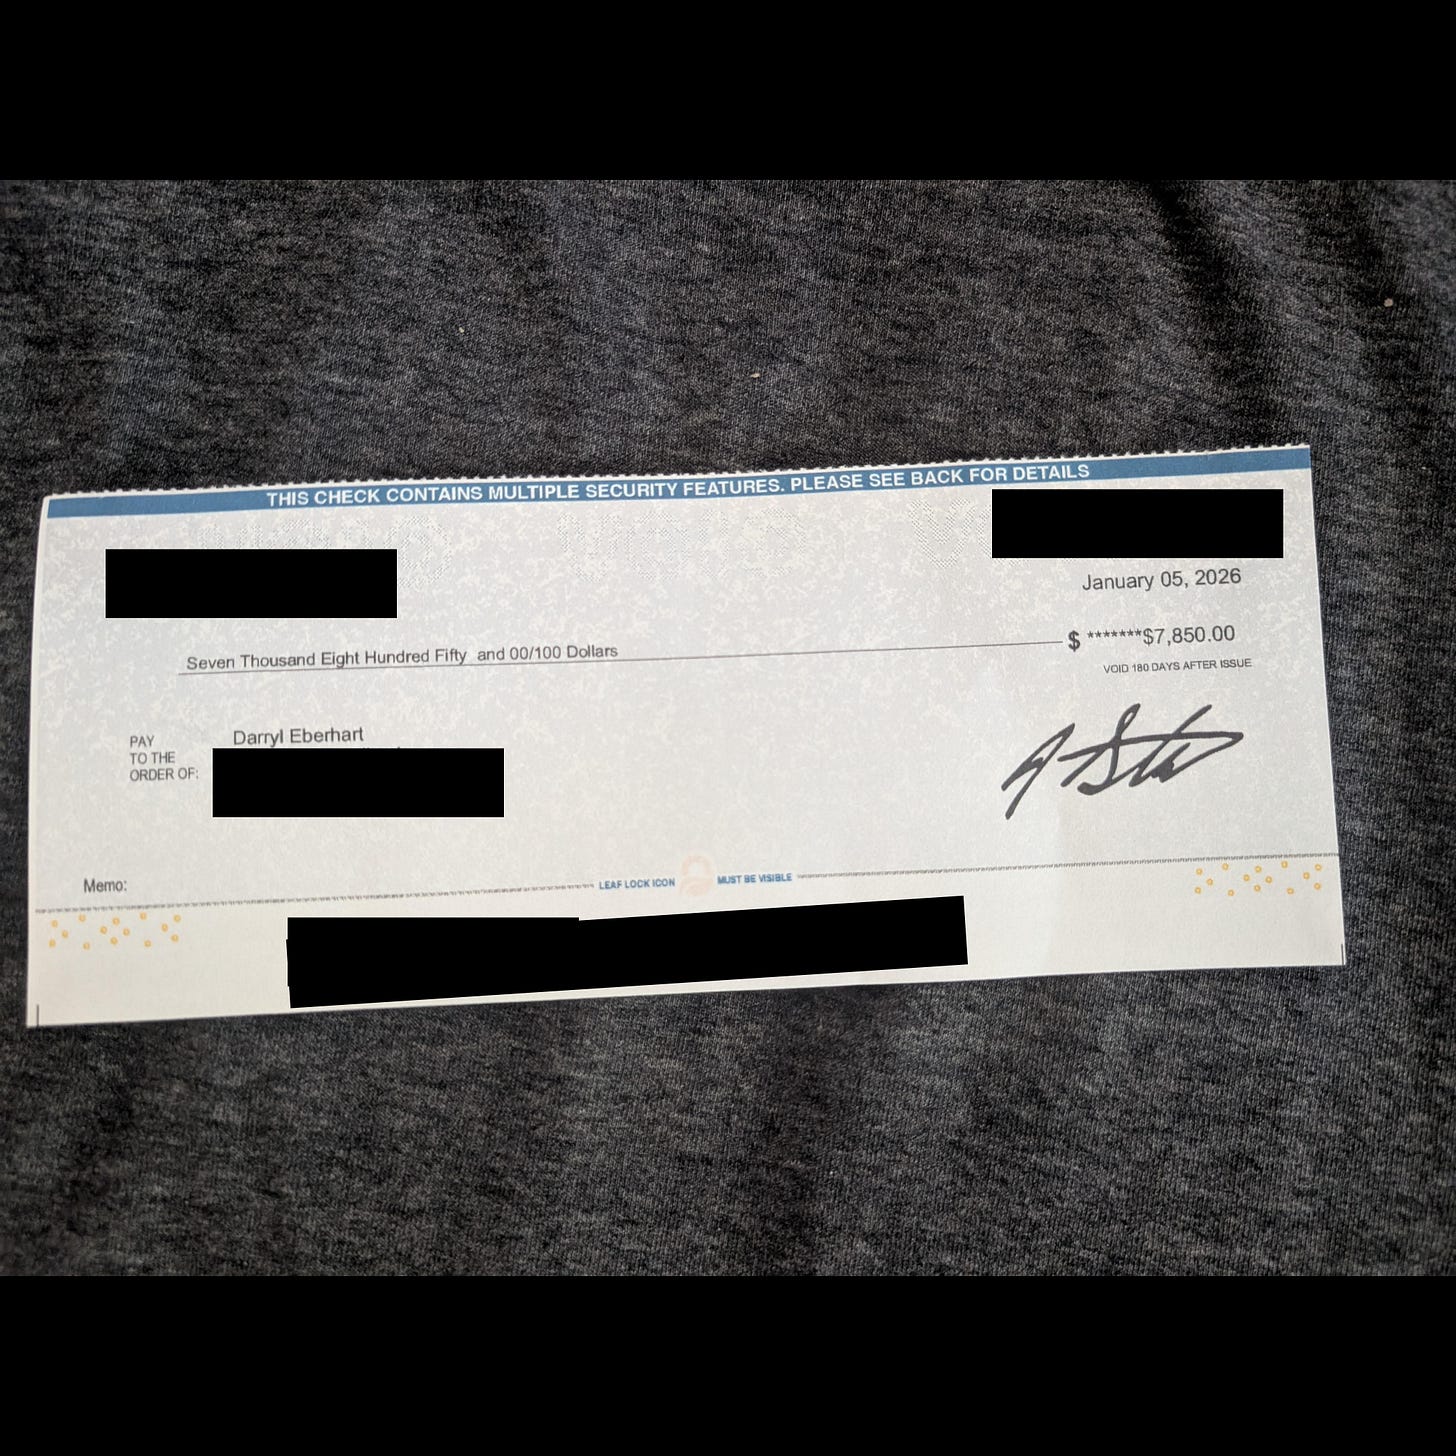 THIS CHECK CONTAINS MULTIPLE SECURITY FEATURES. PLEASE SEE BACK FOR DETAILS
January 05, 2026
Seven Thousand Eight Hundred Fifty  and 00/100 Dollars
$ *******$7,850.00
VOID 180 DAYS AFTER ISSUE
PAY
TO THE
ORDER OF:
Darryl Eberhart
Memo:
LEAF LOCK ICON MUST BE VISIBLE